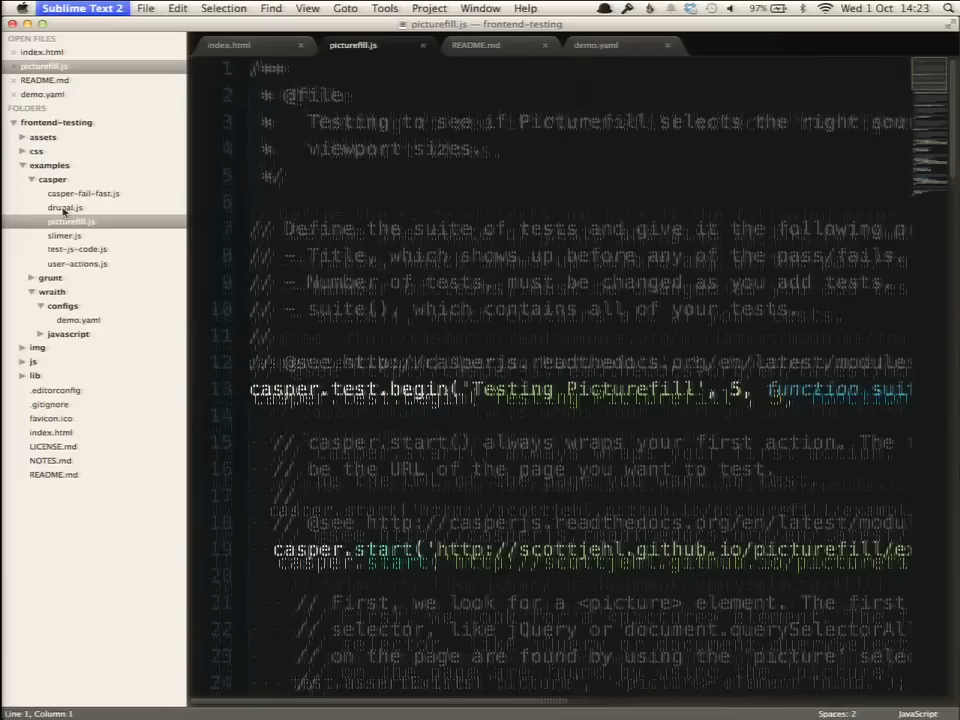 Sublime Text 2 File Edit Selection Find View Goto Tools Project Window Help 97% Wed 1 Oct 14:23
picturefill.js — frontend-testing
OPEN FILES
index.html
picturefill.js
README.md
demo.yaml
FOLDERS
frontend-testing
assets
css
examples
casper
casper-fail-fast.js
drupal.js
picturefill.js
slimer.js
test-js-code.js
user-actions.js
grunt
wraith
configs
demo.yaml
javascript
img
js
lib
.editorconfig
.gitignore
favicon.ico
index.html
LICENSE.md
NOTES.md
README.md
index.html picturefill.js README.md demo.yaml
1 /**
2 * @file
3 * Testing to see if Picturefill selects the right sour
4 * viewport sizes.
5 */
6
7 // Define the suite of tests and give it the following
8 // - Title, which shows up before any of the pass/fails.
9 // - Number of tests, must be changed as you add tests.
10 // - suite(), which contains all of your tests.
11 //
12 // @see http://casperjs.readthedocs.org/en/latest/modules
13 casper.test.begin('Testing Picturefill', 5, function suit
14
15 // casper.start() always wraps your first action. The
16 // be the URL of the page you want to test.
17 //
18 // @see http://casperjs.readthedocs.org/en/latest/modul
19 casper.start('http://scottjehl.github.io/picturefill/ex
20
21 // First, we look for a <picture> element. The first
22 // selector, like jQuery or document.querySelectorAl
23 // on the page are found by using the 'picture' sele
24
Line 1, Column 1 Spaces: 2 JavaScript